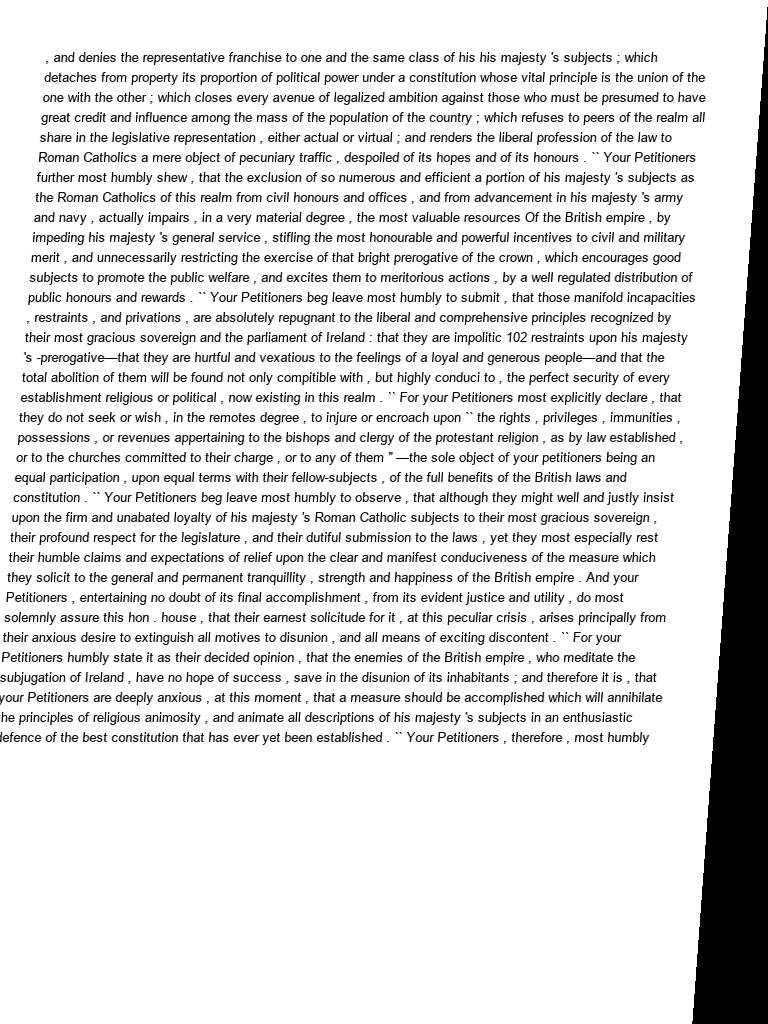 , and denies the representative franchise to one and the same class of his his majesty 's subjects ; which
detaches from property its proportion of political power under a constitution whose vital principle is the union of the
one with the other ; which closes every avenue of legalized ambition against those who must be presumed to have
great credit and influence among the mass of the population of the country ; which refuses to peers of the realm all
share in the legislative representation , either actual or virtual ; and renders the liberal profession of the law to
Roman Catholics a mere object of pecuniary traffic , despoiled of its hopes and of its honours . `` Your Petitioners
further most humbly shew , that the exclusion of so numerous and efficient a portion of his majesty 's subjects as
the Roman Catholics of this realm from civil honours and offices , and from advancement in his majesty 's army
and navy , actually impairs , in a very material degree , the most valuable resources Of the British empire , by
impeding his majesty 's general service , stifling the most honourable and powerful incentives to civil and military
merit , and unnecessarily restricting the exercise of that bright prerogative of the crown , which encourages good
subjects to promote the public welfare , and excites them to meritorious actions , by a well regulated distribution of
public honours and rewards . `` Your Petitioners beg leave most humbly to submit , that those manifold incapacities
, restraints , and privations , are absolutely repugnant to the liberal and comprehensive principles recognized by
their most gracious sovereign and the parliament of Ireland : that they are impolitic 102 restraints upon his majesty
's -prerogative—that they are hurtful and vexatious to the feelings of a loyal and generous people—and that the
total abolition of them will be found not only compitible with , but highly conduci to , the perfect security of every
establishment religious or political , now existing in this realm . `` For your Petitioners most explicitly declare , that
they do not seek or wish , in the remotes degree , to injure or encroach upon `` the rights , privileges , immunities ,
possessions , or revenues appertaining to the bishops and clergy of the protestant religion , as by law established ,
or to the churches committed to their charge , or to any of them '' —the sole object of your petitioners being an
equal participation , upon equal terms with their fellow-subjects , of the full benefits of the British laws and
constitution . `` Your Petitioners beg leave most humbly to observe , that although they might well and justly insist
upon the firm and unabated loyalty of his majesty 's Roman Catholic subjects to their most gracious sovereign ,
their profound respect for the legislature , and their dutiful submission to the laws , yet they most especially rest
their humble claims and expectations of relief upon the clear and manifest conduciveness of the measure which
they solicit to the general and permanent tranquillity , strength and happiness of the British empire . And your
Petitioners , entertaining no doubt of its final accomplishment , from its evident justice and utility , do most
solemnly assure this hon . house , that their earnest solicitude for it , at this peculiar crisis , arises principally from
their anxious desire to extinguish all motives to disunion , and all means of exciting discontent . `` For your
Petitioners humbly state it as their decided opinion , that the enemies of the British empire , who meditate the
subjugation of Ireland , have no hope of success , save in the disunion of its inhabitants ; and therefore it is , that
your Petitioners are deeply anxious , at this moment , that a measure should be accomplished which will annihilate
the principles of religious animosity , and animate all descriptions of his majesty 's subjects in an enthusiastic
defence of the best constitution that has ever yet been established . `` Your Petitioners , therefore , most humbly